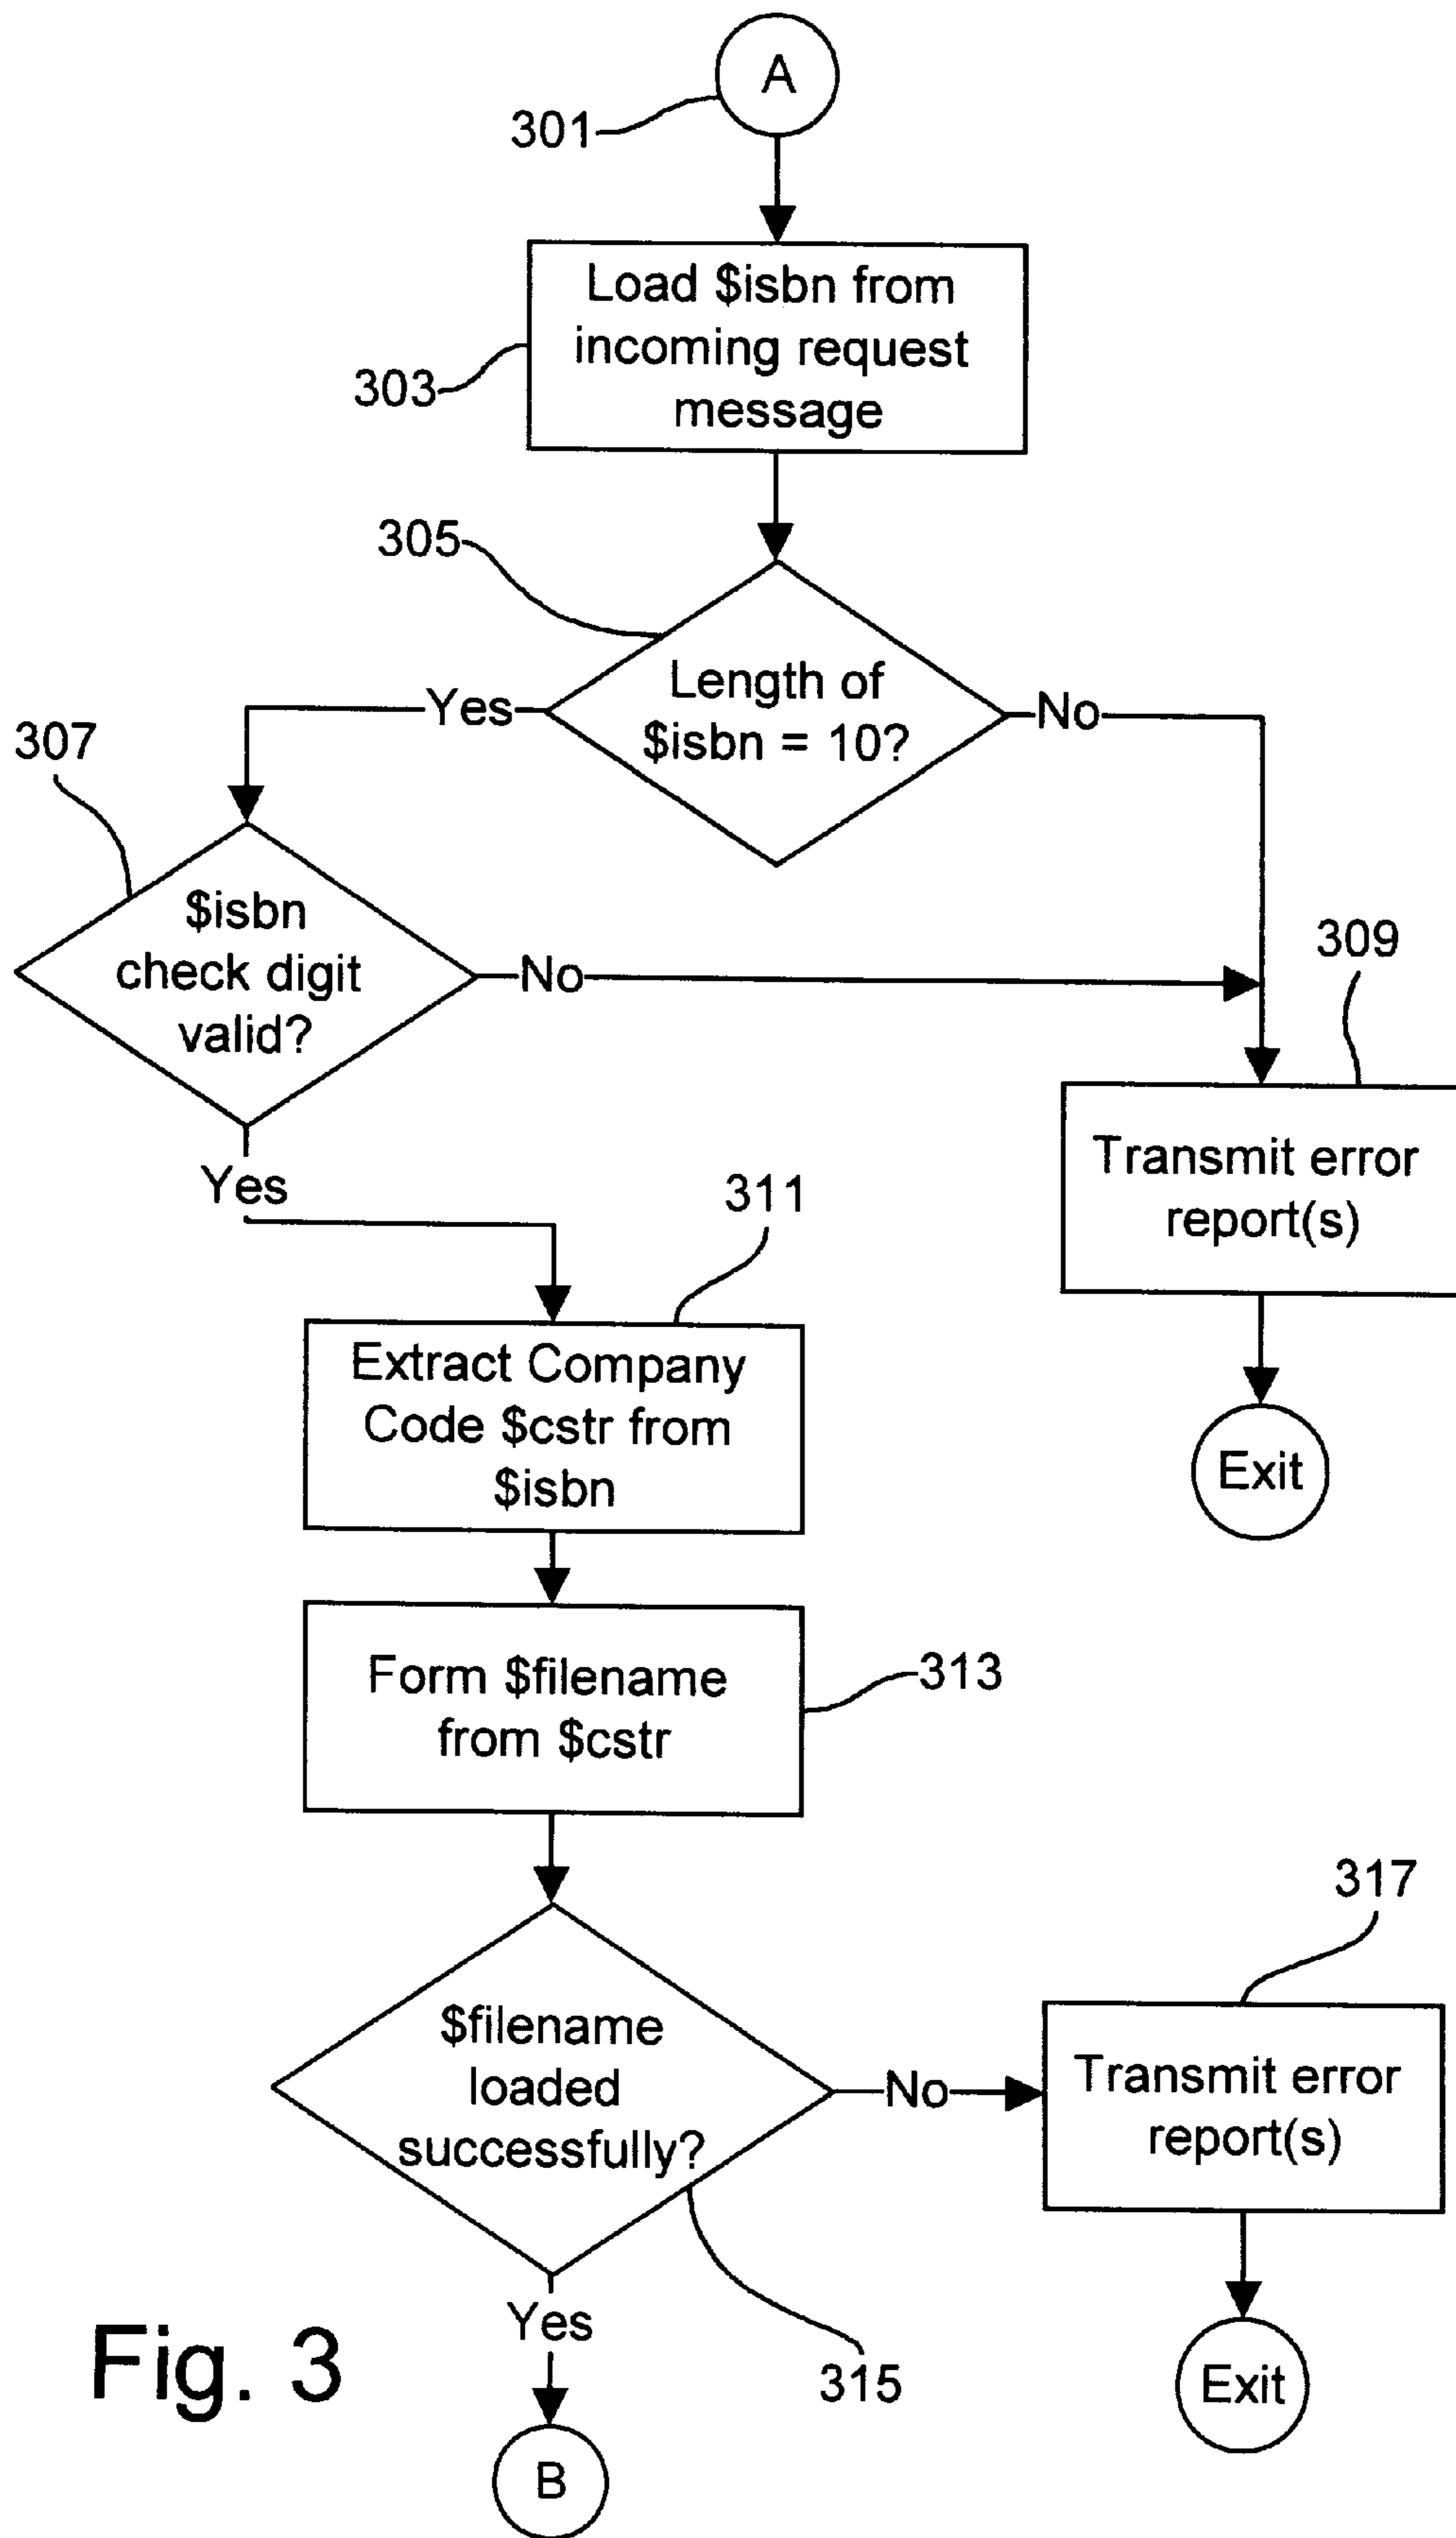 A
301
303
Load $isbn from
incoming request
message
305
Length of
$isbn = 10?
Yes
No
307
$isbn
check digit
valid?
No
Yes
309
Transmit error
report(s)
Exit
311
Extract Company
Code $cstr from
$isbn
313
Form $filename
from $cstr
315
$filename
loaded
successfully?
No
Yes
317
Transmit error
report(s)
Exit
B
Fig. 3